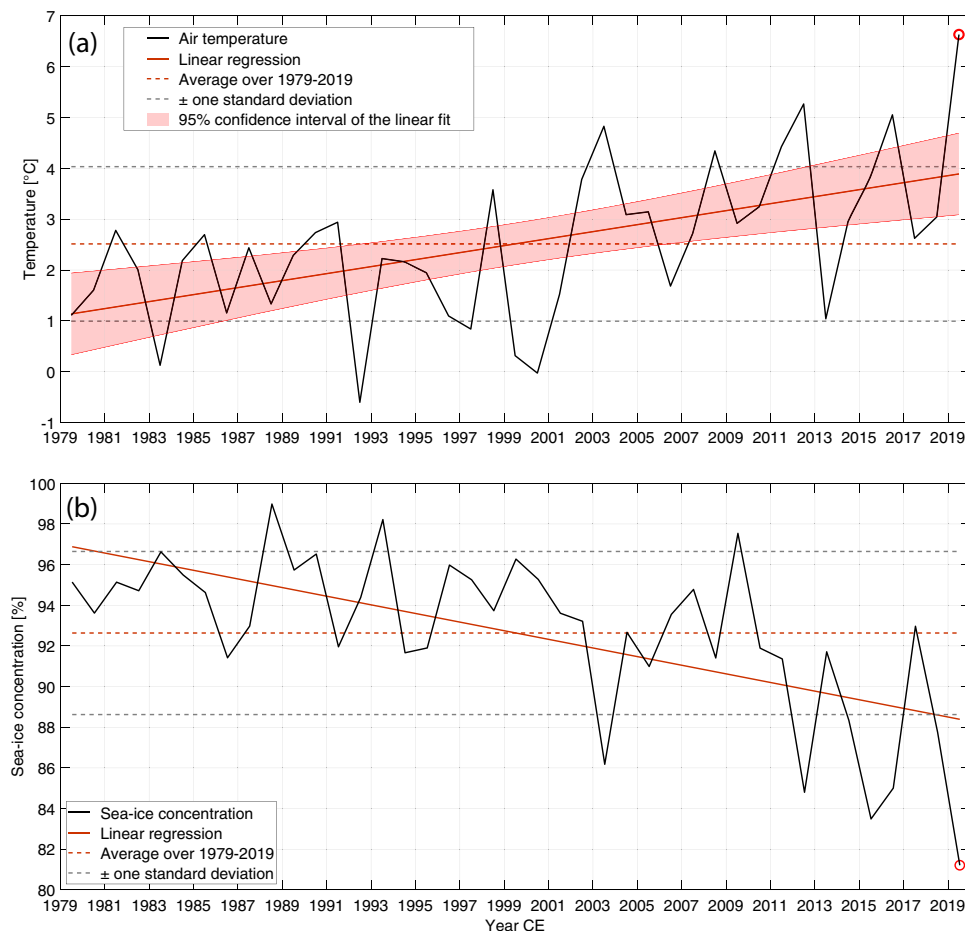 (a)
Air temperature
Linear regression
Average over 1979-2019
± one standard deviation
95% confidence interval of the linear fit
Temperature [°C]
7
6
5
4
3
2
1
0
-1
1979 1981 1983 1985 1987 1989 1991 1993 1995 1997 1999 2001 2003 2005 2007 2009 2011 2013 2015 2017 2019
(b)
Sea-ice concentration [%]
100
98
96
94
92
90
88
86
84
82
80
Sea-ice concentration
Linear regression
Average over 1979-2019
± one standard deviation
1979 1981 1983 1985 1987 1989 1991 1993 1995 1997 1999 2001 2003 2005 2007 2009 2011 2013 2015 2017 2019
Year CE